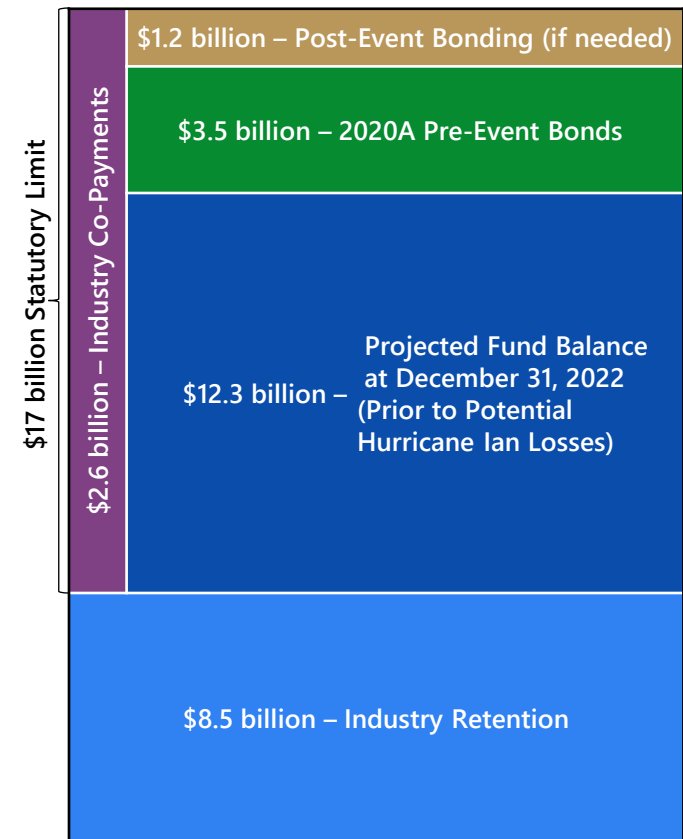 $17 billion Statutory Limit
$2.6 billion – Industry Co-Payments
$1.2 billion – Post-Event Bonding (if needed)
$3.5 billion – 2020A Pre-Event Bonds
$12.3 billion –
Projected Fund Balance
at December 31, 2022
(Prior to Potential
Hurricane Ian Losses)
$8.5 billion – Industry Retention